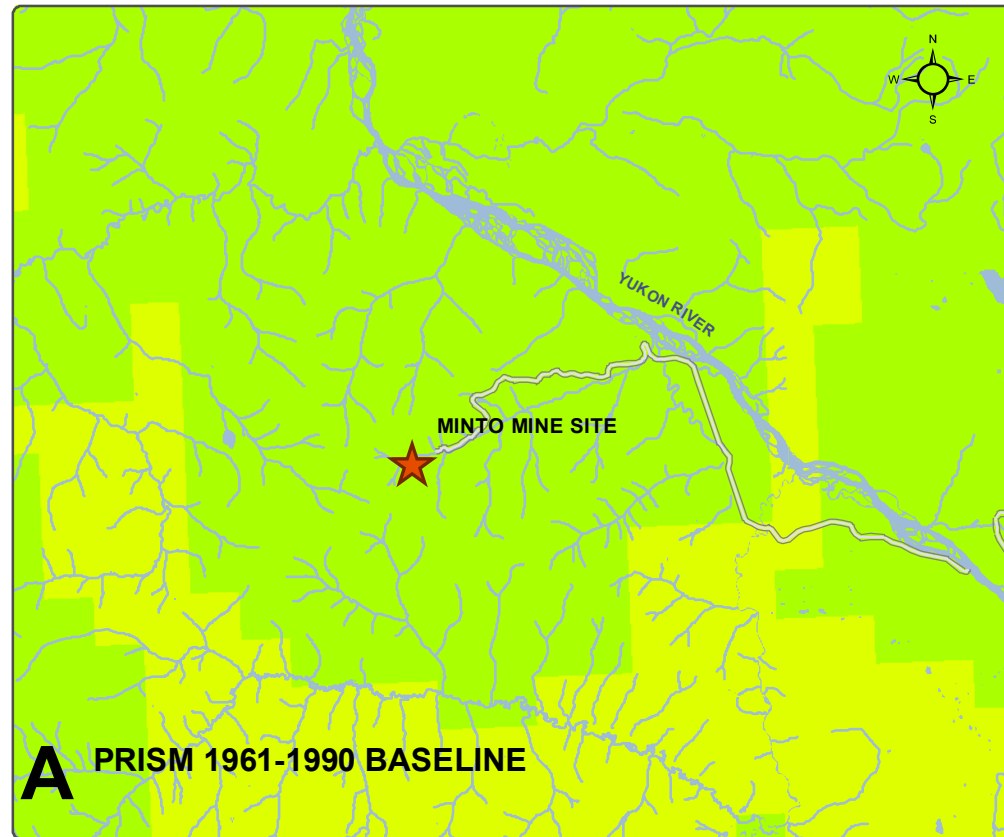 N
W E
S
YUKON RIVER
MINTO MINE SITE
A PRISM 1961-1990 BASELINE